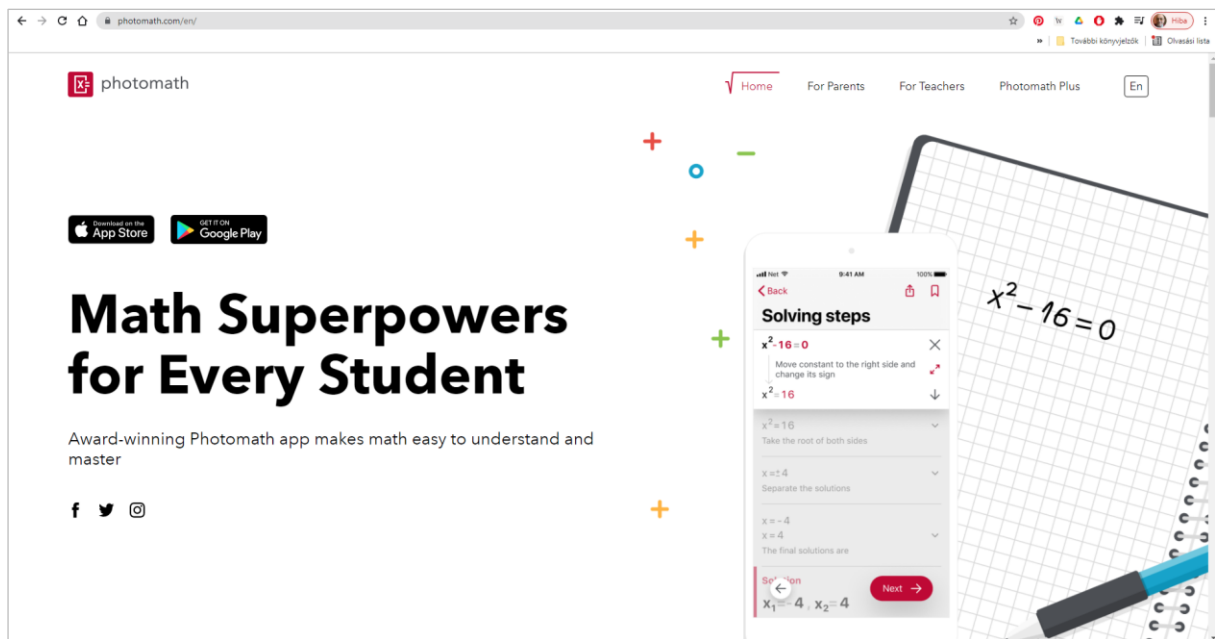 photomath.com/en/
Hiba
További könyvjelzők
Olvasási lista
photomath
Home
For Parents
For Teachers
Photomath Plus
En
Download on the
App Store
GET IT ON
Google Play
Math Superpowers
for Every Student
Award-winning Photomath app makes math easy to understand and
master
x² - 16 = 0
Net
9:41 AM
100%
Back
Solving steps
x²-16=0
Move constant to the right side and
change its sign
x²=16
x²=16
Take the root of both sides
x=±4
Separate the solutions
x=-4
x=4
The final solutions are
Solution
Next
x₁=-4, x₂=4